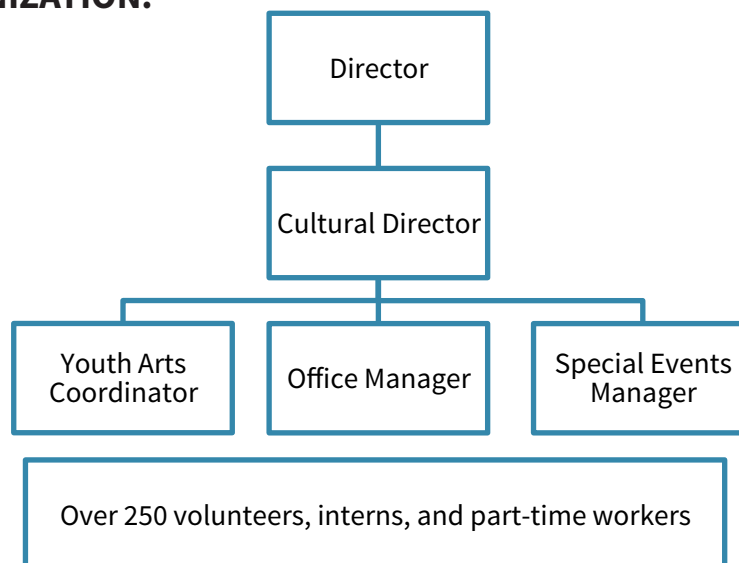 Director
Cultural Director
Youth Arts
Coordinator
Office Manager
Special Events
Manager
Over 250 volunteers, interns, and part-time workers